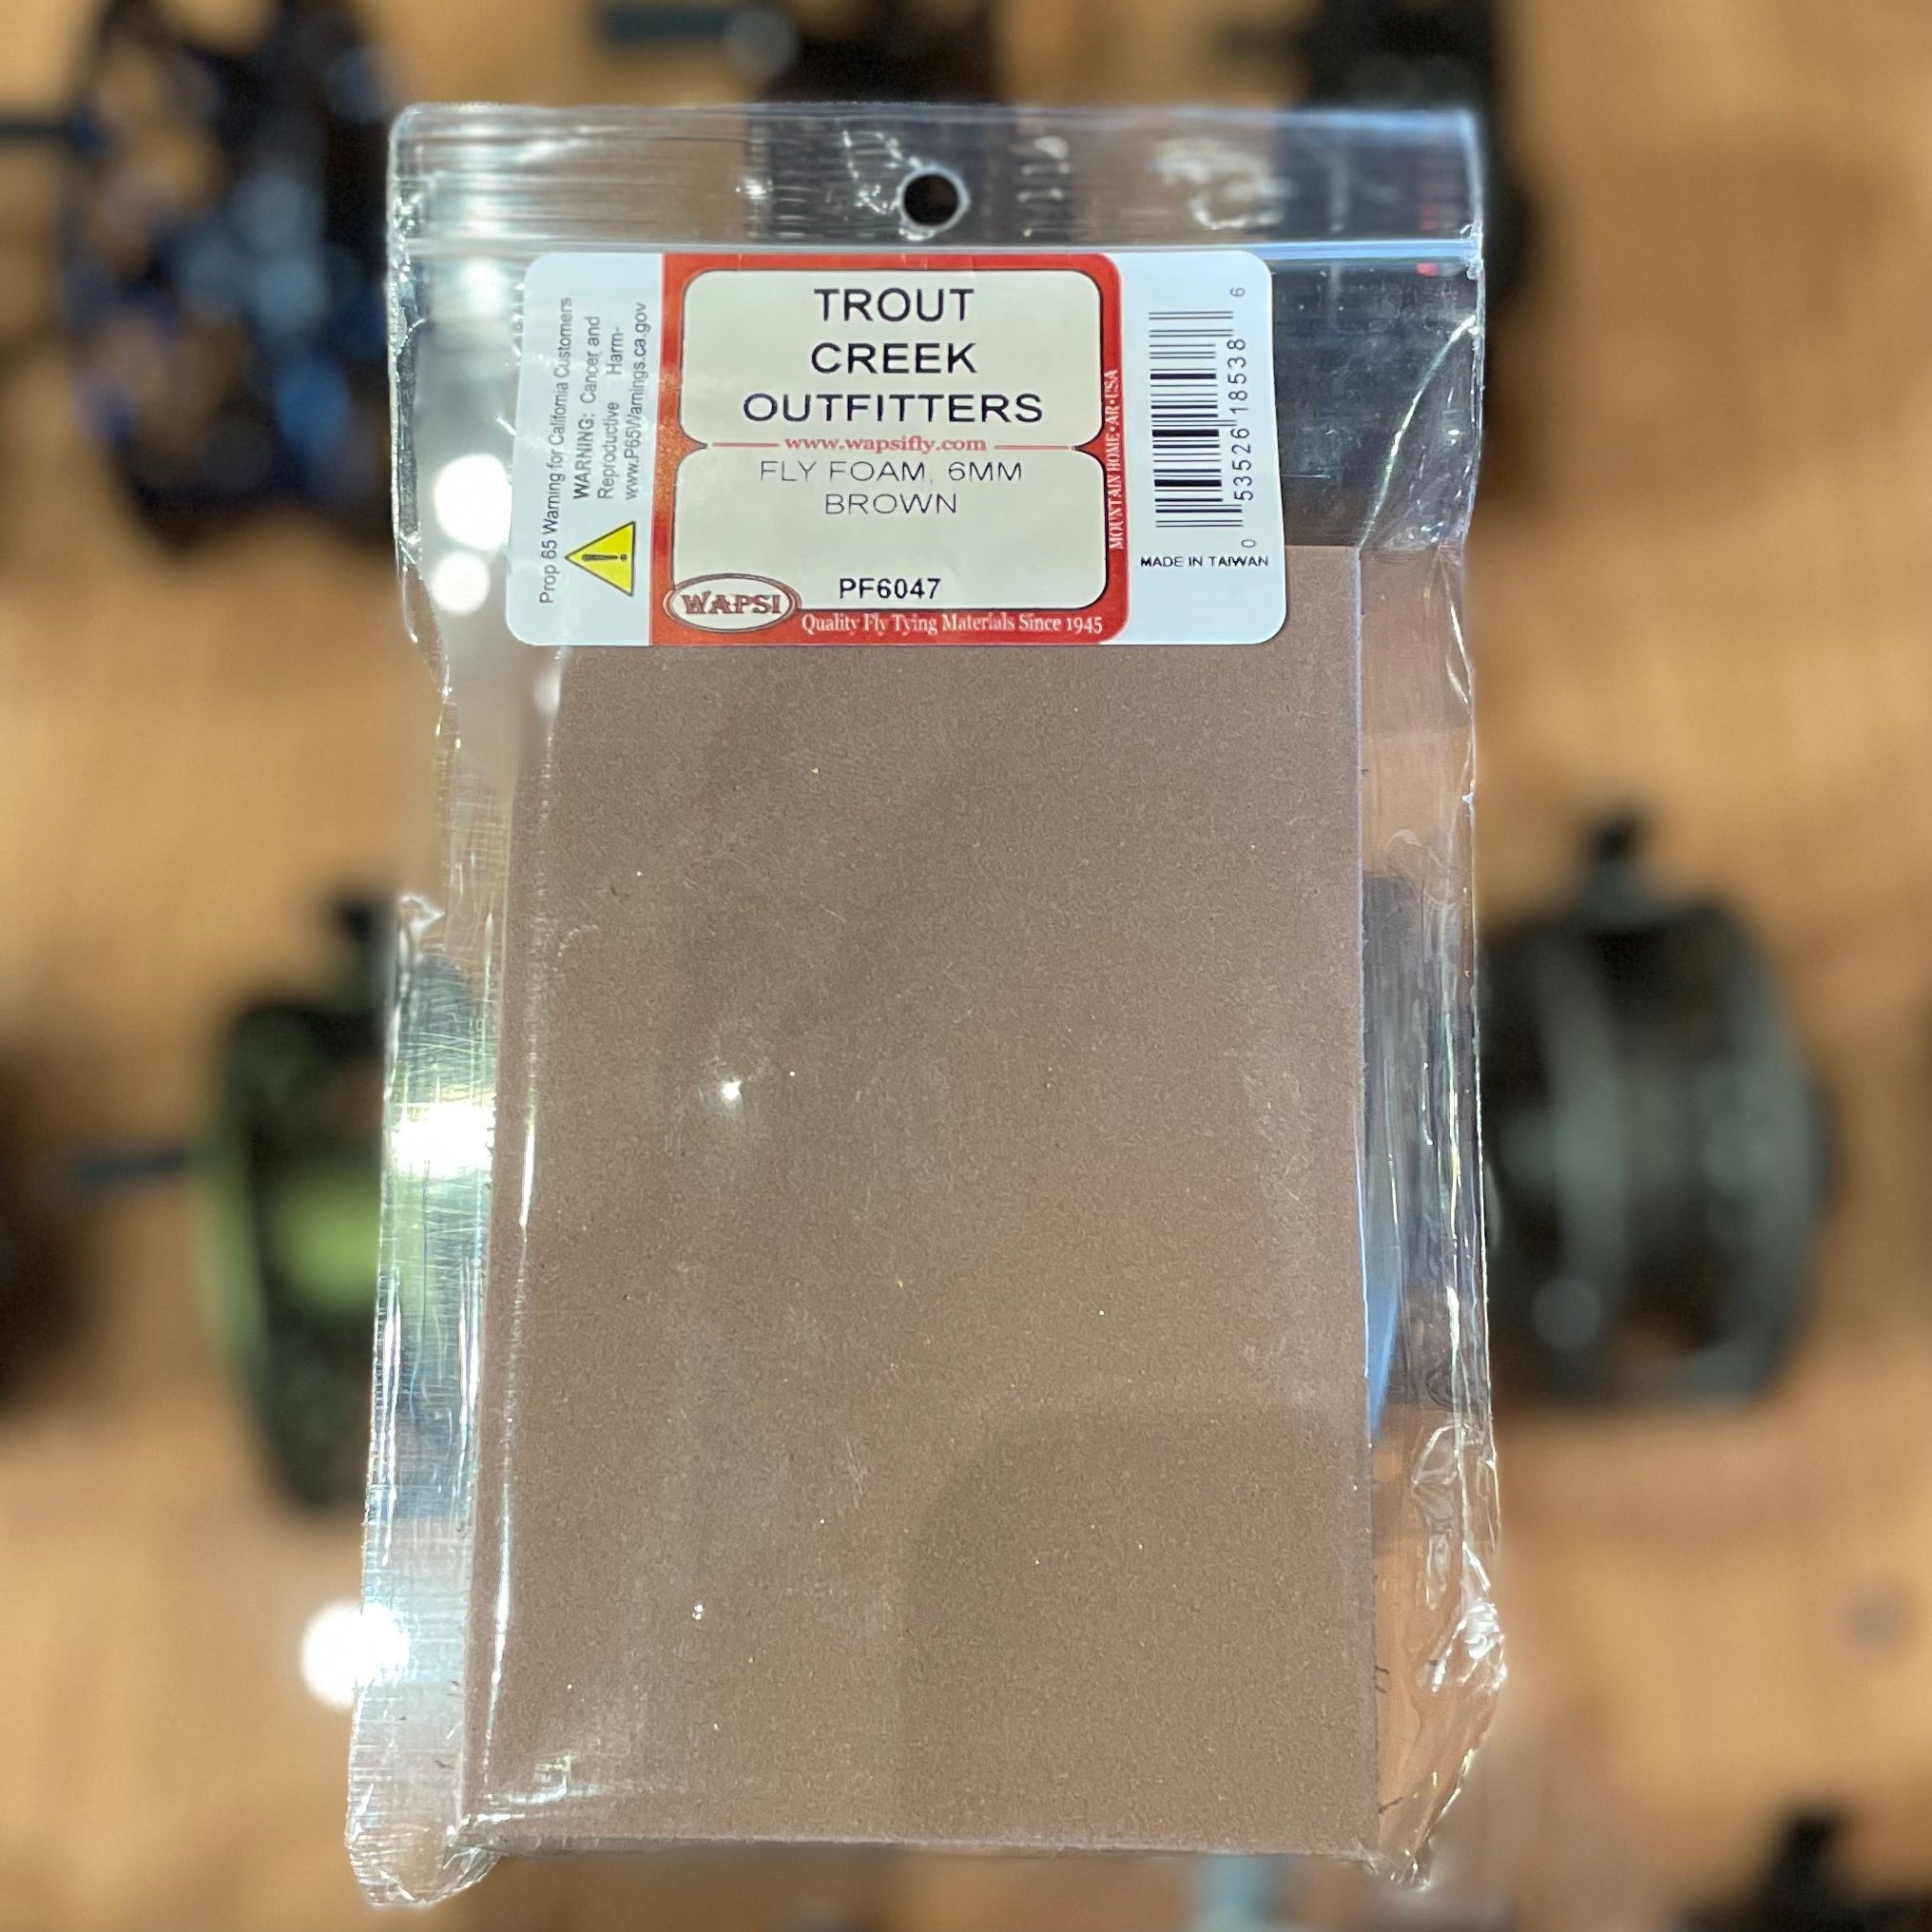 TROUT
CREEK
OUTFITTERS
www.wapsifly.com
FLY FOAM, 6MM
BROWN
PF6047
WAPSI
Quality Fly Tying Materials Since 1945
MOUNTAIN HOME•AR•USA
Prop 65 Warning for California Customers
WARNING: Cancer and
Reproductive Harm-
www.P65Warnings.ca.gov
!
0 53526 18538 6
MADE IN TAIWAN